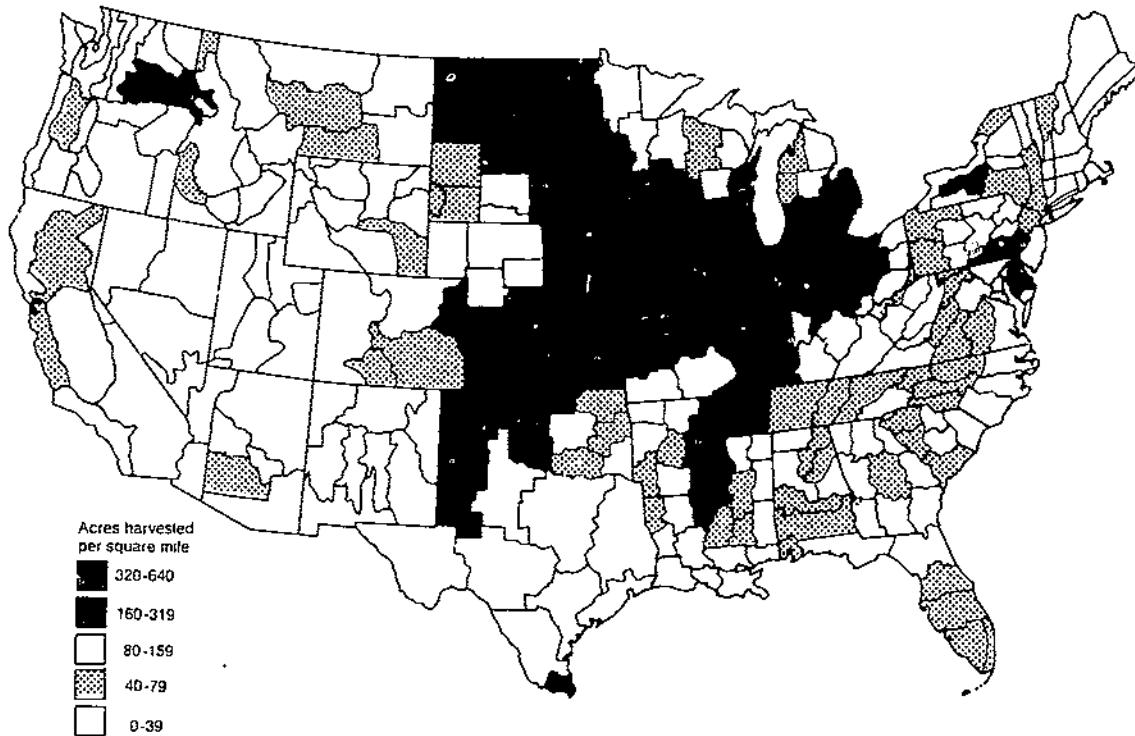 Acres harvested
per square mile
320-640
160-319
80-159
40-79
0-39